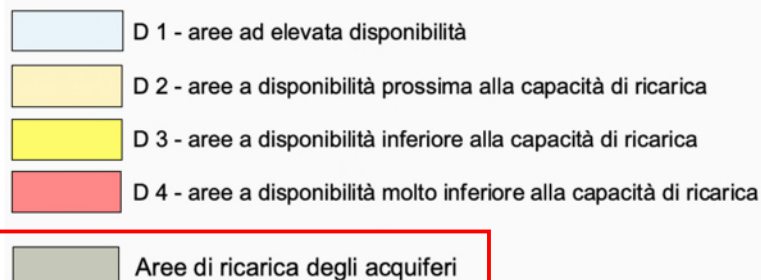 D 1 - aree ad elevata disponibilità
D 2 - aree a disponibilità prossima alla capacità di ricarica
D 3 - aree a disponibilità inferiore alla capacità di ricarica
D 4 - aree a disponibilità molto inferiore alla capacità di ricarica
Aree di ricarica degli acquiferi